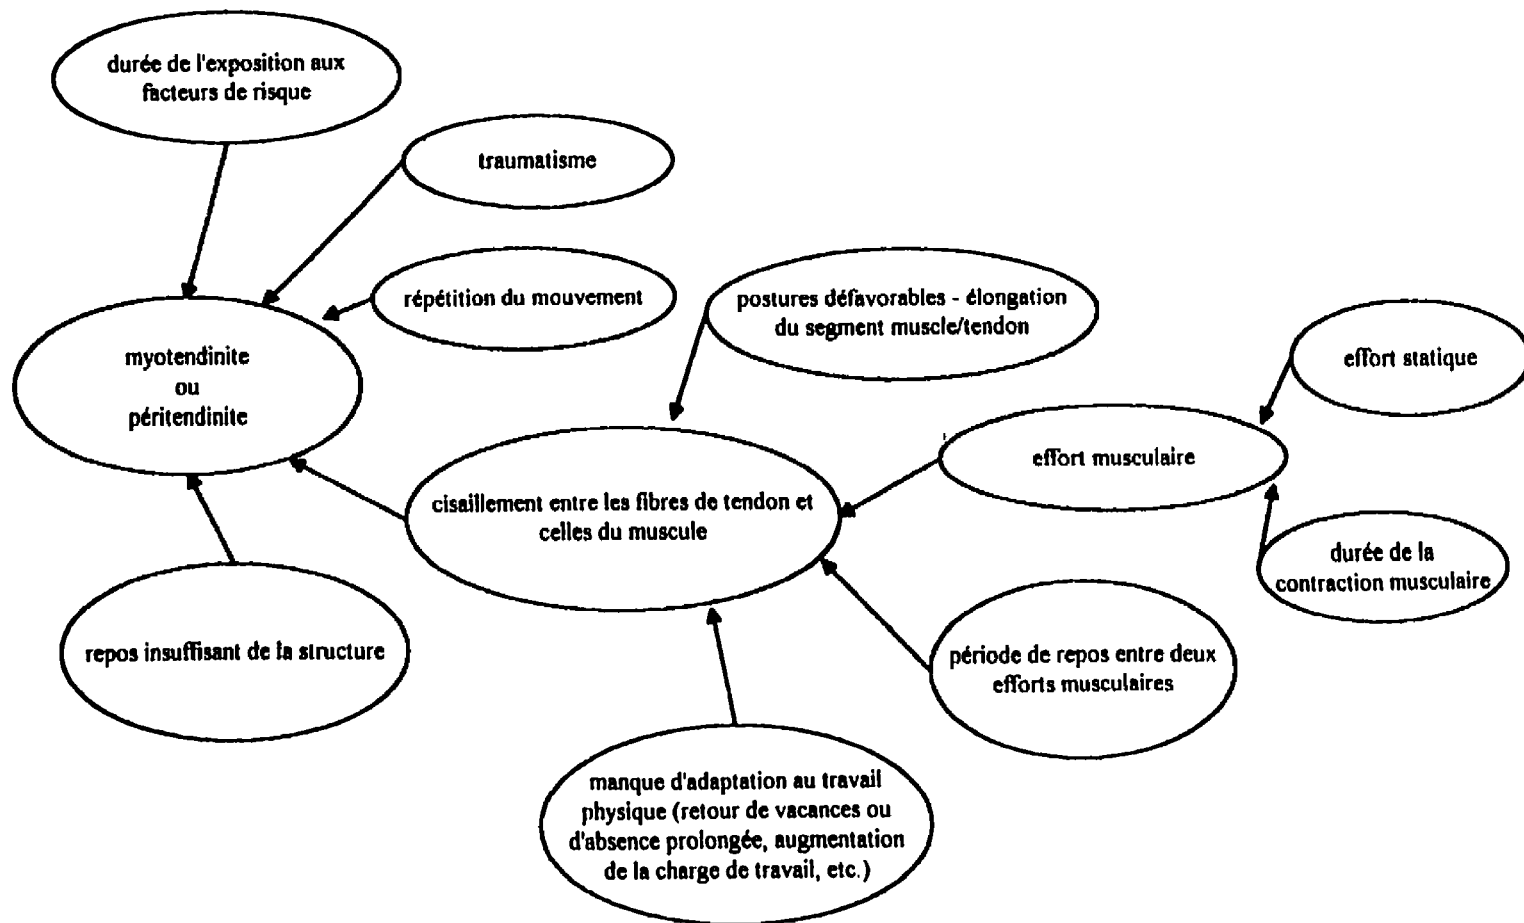 durée de l'exposition aux
facteurs de risque
traumatisme
répétition du mouvement
postures défavorables - élongation
du segment muscle/tendon
effort statique
myotendinite
ou
péritendinite
effort musculaire
cisaillement entre les fibres de tendon et
celles du muscule
durée de la
contraction musculaire
repos insuffisant de la structure
période de repos entre deux
efforts musculaires
manque d'adaptation au travail
physique (retour de vacances ou
d'absence prolongée, augmentation
de la charge de travail, etc.)